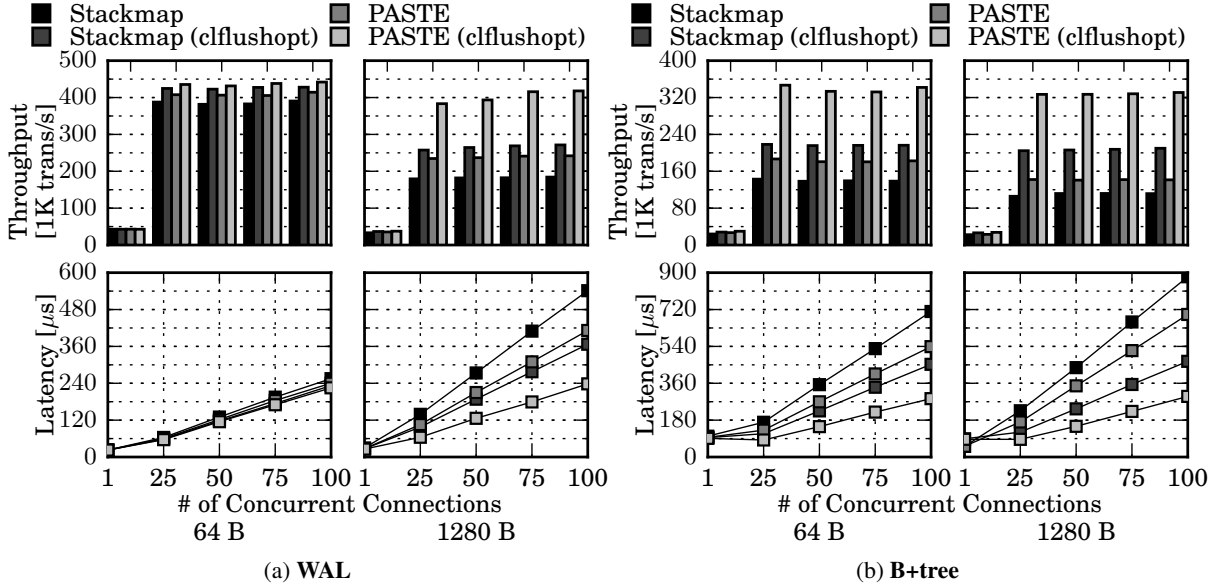 Stackmap PASTE
Stackmap (clflushopt) PASTE (clflushopt)
Throughput
[1K trans/s]
500
400
300
200
100
0
Latency [µs]
600
480
360
240
120
0
1 25 50 75 100 1 25 50 75 100
# of Concurrent Connections
64 B 1280 B
(a) WAL
Stackmap PASTE
Stackmap (clflushopt) PASTE (clflushopt)
Throughput
[1K trans/s]
400
320
240
160
80
0
Latency [µs]
900
720
540
360
180
0
1 25 50 75 100 1 25 50 75 100
# of Concurrent Connections
64 B 1280 B
(b) B+tree